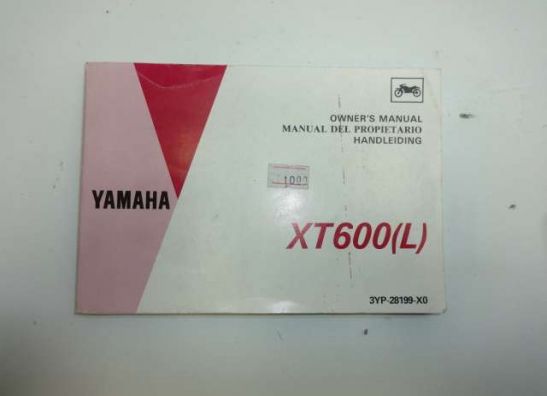 OWNER'S MANUAL
MANUAL DEL PROPIETARIO
HANDLEIDING
YAMAHA
XT600(L)
3YP-28199-X0